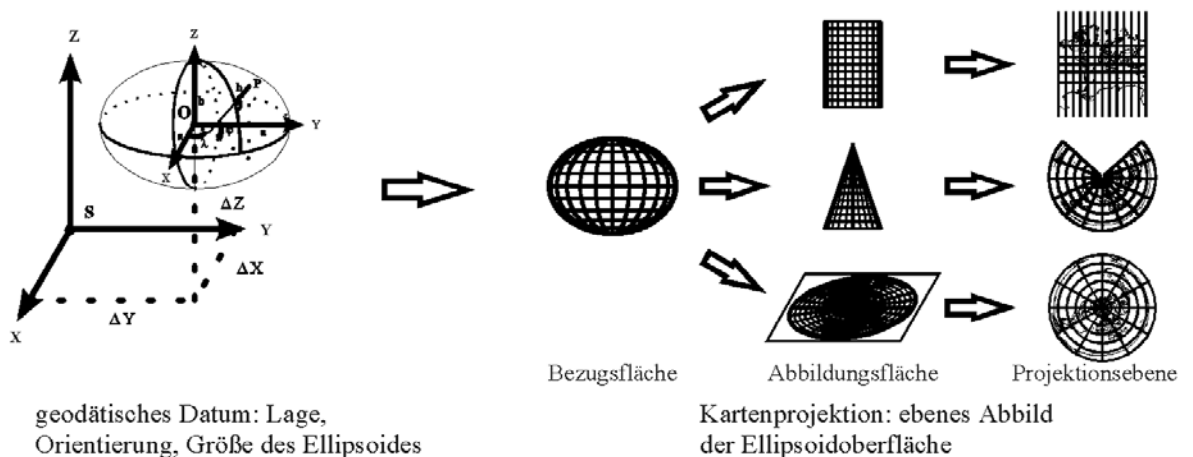 Z
z
h
P
b
O
Y
a
φ
a
λ
X
ΔZ
S
Y
ΔX
ΔY
X
Bezugsfläche
Abbildungsfläche
Projektionsebene
geodätisches Datum: Lage,
Orientierung, Größe des Ellipsoides
Kartenprojektion: ebenes Abbild
der Ellipsoidoberfläche